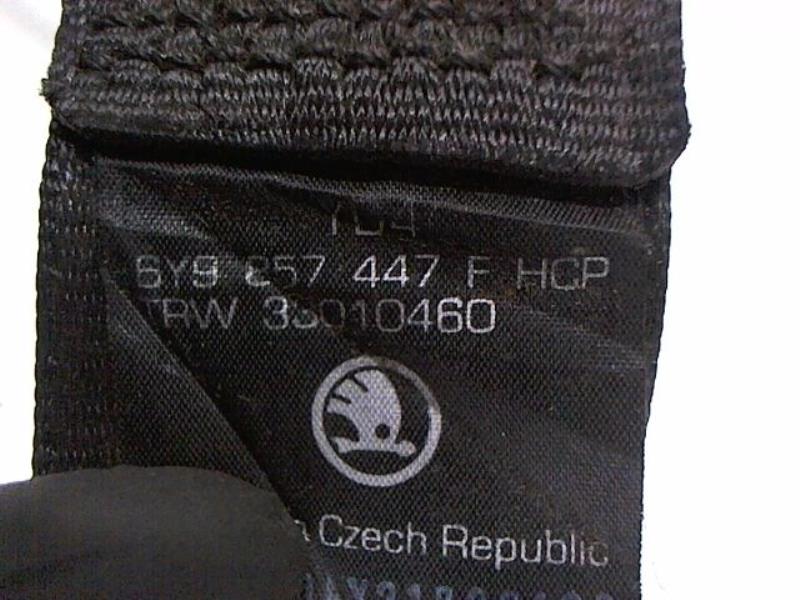 6Y9 857 447 F HCP
TRW 33010460
Czech Republic